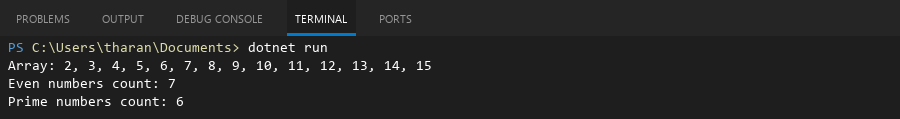 PROBLEMS OUTPUT DEBUG CONSOLE TERMINAL PORTS
PS C:\Users\tharan\Documents> dotnet run
Array: 2, 3, 4, 5, 6, 7, 8, 9, 10, 11, 12, 13, 14, 15
Even numbers count: 7
Prime numbers count: 6